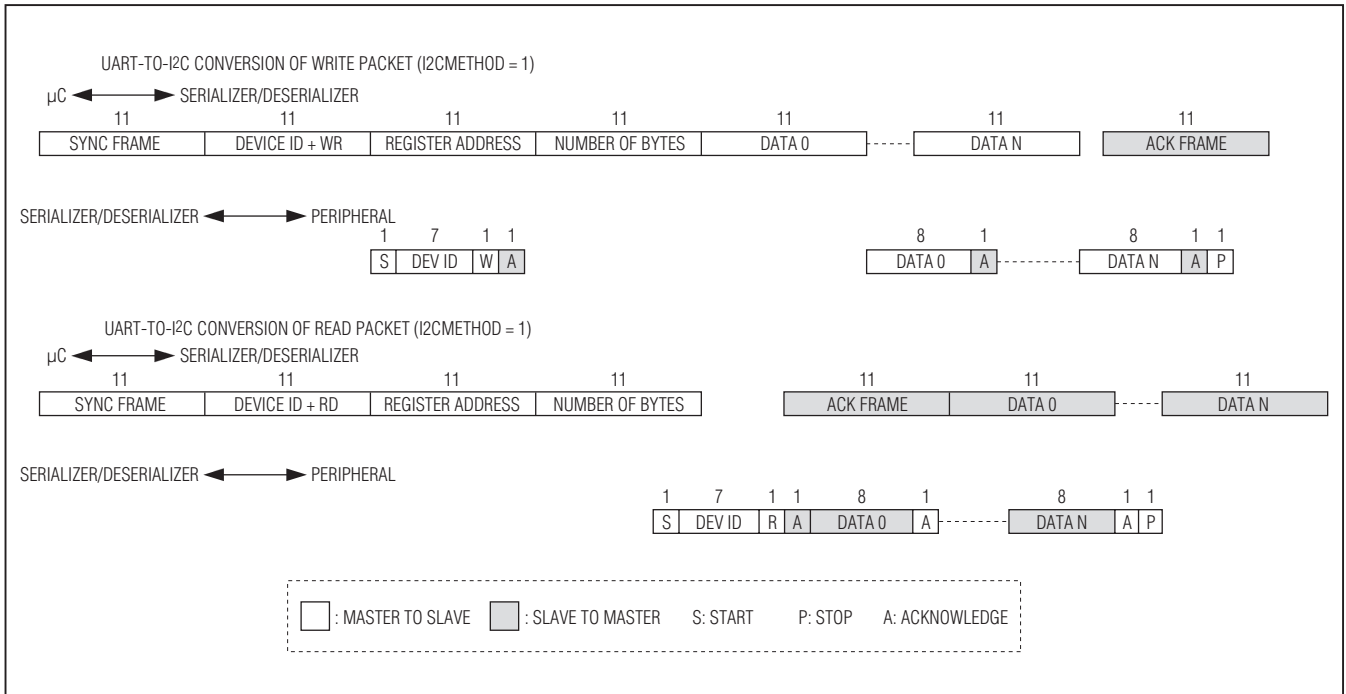 UART-TO-I2C CONVERSION OF WRITE PACKET (I2CMETHOD = 1)
µC SERIALIZER/DESERIALIZER
11 11 11 11 11 11 11
SYNC FRAME DEVICE ID + WR REGISTER ADDRESS NUMBER OF BYTES DATA 0 DATA N ACK FRAME
SERIALIZER/DESERIALIZER PERIPHERAL
1 7 1 1 8 1 8 1 1
S DEV ID W A DATA 0 A DATA N A P
UART-TO-I2C CONVERSION OF READ PACKET (I2CMETHOD = 1)
µC SERIALIZER/DESERIALIZER
11 11 11 11 11 11 11
SYNC FRAME DEVICE ID + RD REGISTER ADDRESS NUMBER OF BYTES ACK FRAME DATA 0 DATA N
SERIALIZER/DESERIALIZER PERIPHERAL
1 7 1 1 8 1 8 1 1
S DEV ID R A DATA 0 A DATA N A P
: MASTER TO SLAVE : SLAVE TO MASTER S: START P: STOP A: ACKNOWLEDGE